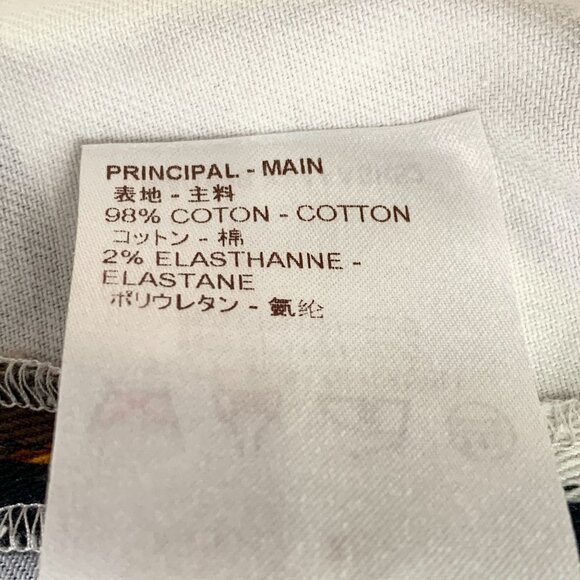 PRINCIPAL - MAIN
表地 - 主料
98% COTON - COTTON
コットン - 棉
2% ELASTHANNE -
ELASTANE
ポリウレタン - 氨纶